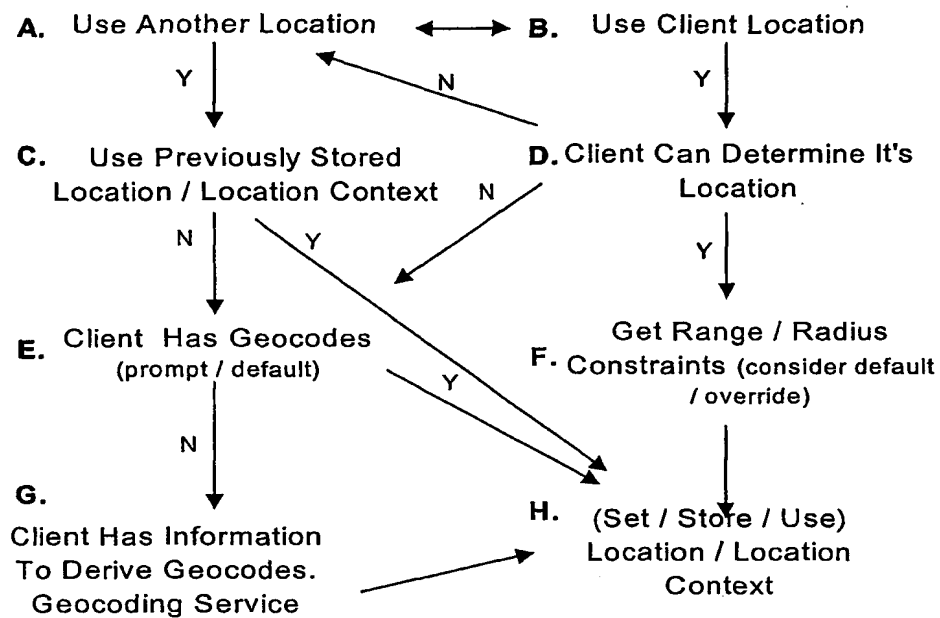 A. Use Another Location
B. Use Client Location
Y
N
Y
C. Use Previously Stored
Location / Location Context
D. Client Can Determine It's
Location
N
N
Y
Y
E. Client Has Geocodes
(prompt / default)
F. Get Range / Radius
Constraints (consider default
/ override)
Y
N
G.
Client Has Information
To Derive Geocodes.
Geocoding Service
H. (Set / Store / Use)
Location / Location
Context